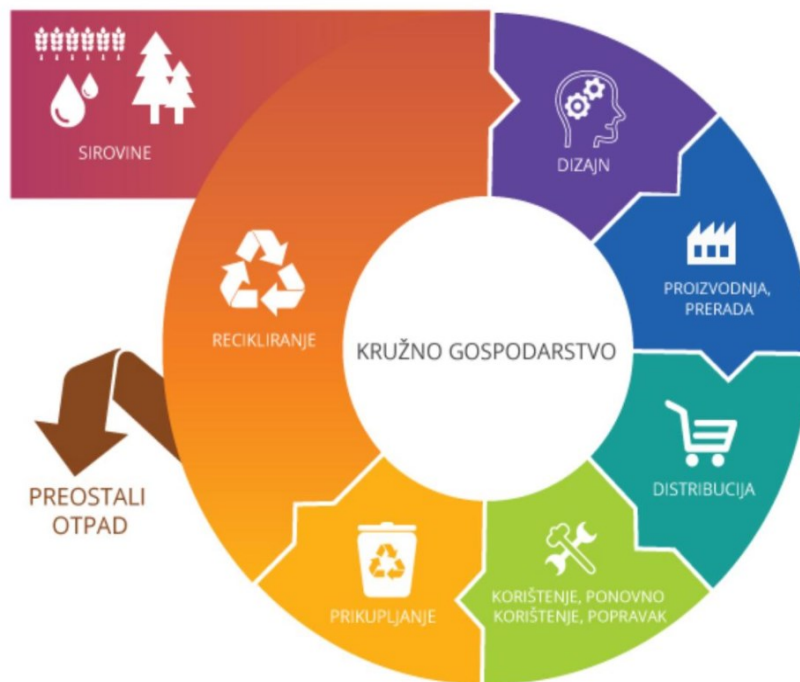 SIROVINE
DIZAJN
PROIZVODNJA,
PRERADA
RECIKLIRANJE
KRUŽNO GOSPODARSTVO
DISTRIBUCIJA
PREOSTALI
OTPAD
KORIŠTENJE, PONOVNO
KORIŠTENJE, POPRAVAK
PRIKUPLJANJE